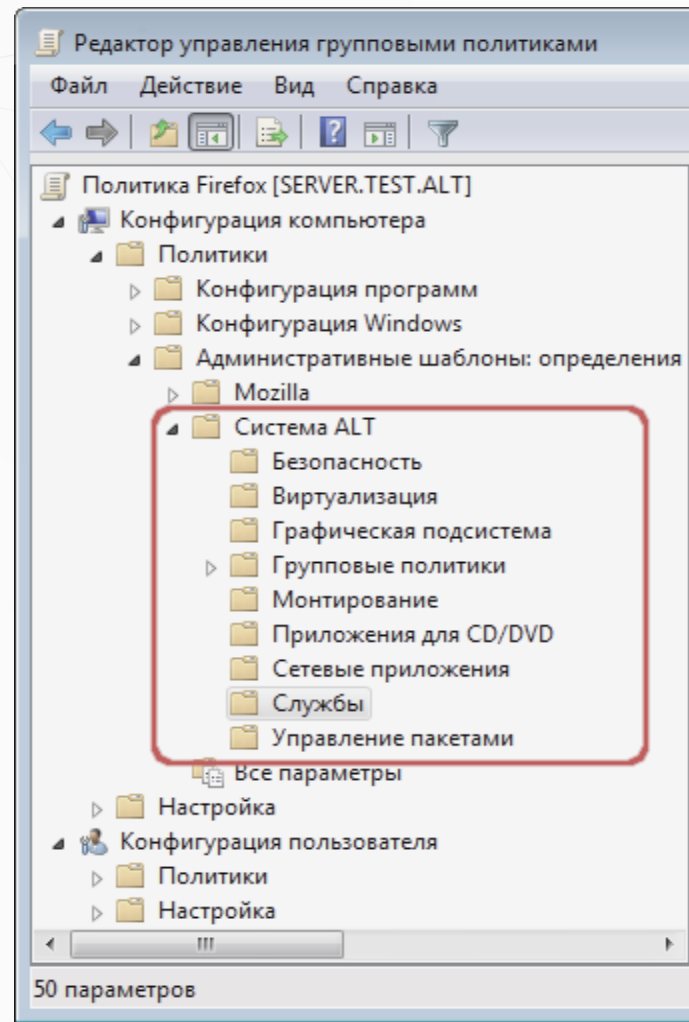 Редактор управления групповыми политиками
Файл Действие Вид Справка
Политика Firefox [SERVER.TEST.ALT]
Конфигурация компьютера
Политики
Конфигурация программ
Конфигурация Windows
Административные шаблоны: определения
Mozilla
Система ALT
Безопасность
Виртуализация
Графическая подсистема
Групповые политики
Монтирование
Приложения для CD/DVD
Сетевые приложения
Службы
Управление пакетами
Все параметры
Настройка
Конфигурация пользователя
Политики
Настройка
50 параметров